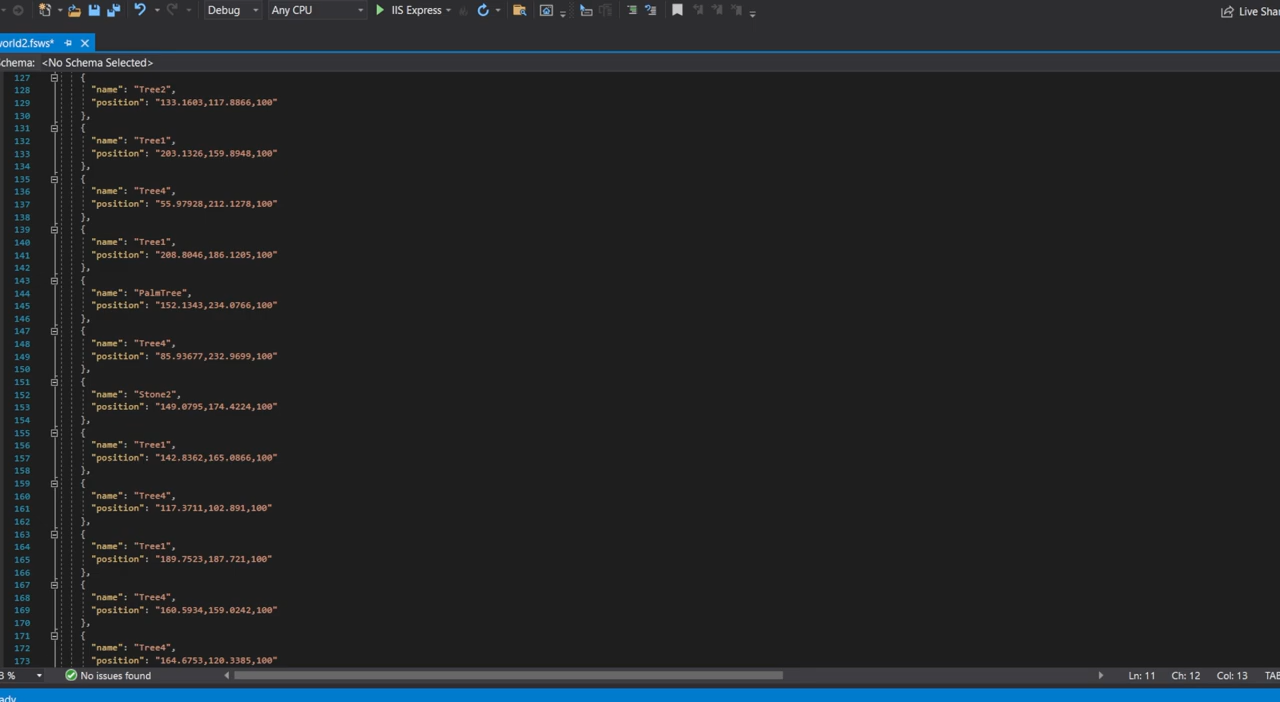 Debug Any CPU IIS Express Live Shar
world2.fsws*
chema: <No Schema Selected>
127 {
128 "name": "Tree2",
129 "position": "133.1603,117.8866,100"
130 },
131 {
132 "name": "Tree1",
133 "position": "203.1326,159.8948,100"
134 },
135 {
136 "name": "Tree4",
137 "position": "55.97928,212.1278,100"
138 },
139 {
140 "name": "Tree1",
141 "position": "208.8046,186.1205,100"
142 },
143 {
144 "name": "PalmTree",
145 "position": "152.1343,234.0766,100"
146 },
147 {
148 "name": "Tree4",
149 "position": "85.93677,232.9699,100"
150 },
151 {
152 "name": "Stone2",
153 "position": "149.0795,174.4224,100"
154 },
155 {
156 "name": "Tree1",
157 "position": "142.8362,165.0866,100"
158 },
159 {
160 "name": "Tree4",
161 "position": "117.3711,102.891,100"
162 },
163 {
164 "name": "Tree1",
165 "position": "189.7523,187.721,100"
166 },
167 {
168 "name": "Tree4",
169 "position": "160.5934,159.0242,100"
170 },
171 {
172 "name": "Tree4",
173 "position": "164.6753,120.3385,100"
3 % No issues found Ln: 11 Ch: 12 Col: 13 TAB
ady